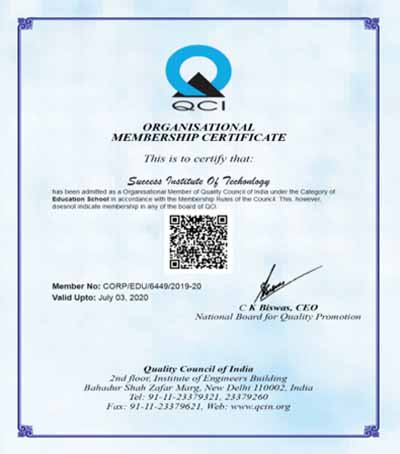 QCI
ORGANISATIONAL
MEMBERSHIP CERTIFICATE
This is to certify that:
Success Institute Of Techonlogy
has been admitted as a Organisational Member of Quality Council of India under the Category of
Education School in accordance with the Membership Rules of the Council. This, however,
doesnot indicate membership in any of the board of QCI.
Member No: CORP/EDU/6449/2019-20
Valid Upto: July 03, 2020
C K Biswas, CEO
National Board for Quality Promotion
Quality Council of India
2nd floor, Institute of Engineers Building
Bahadur Shah Zafar Marg, New Delhi 110002, India
Tel: 91-11-23379321, 23379260
Fax: 91-11-23379621, Web: www.qcin.org